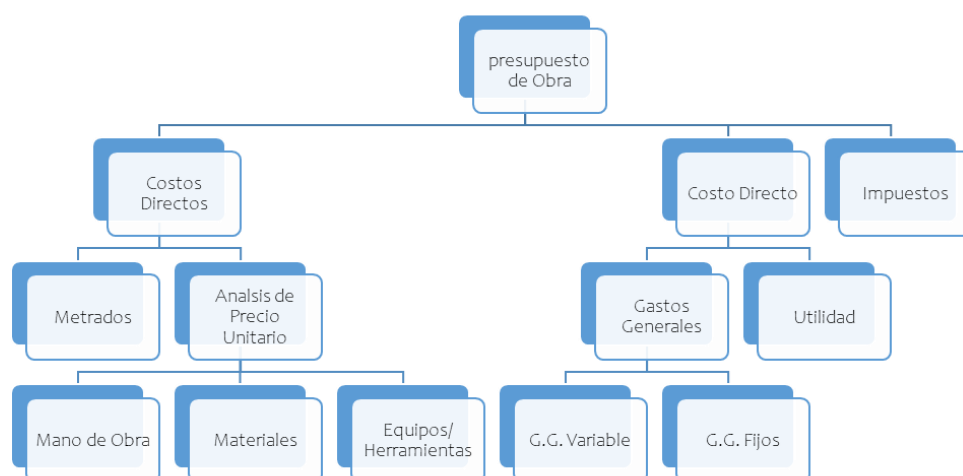 presupuesto
de Obra
Costos
Directos
Costo Directo
Impuestos
Metrados
Analsis de
Precio
Unitario
Gastos
Generales
Utilidad
Mano de Obra
Materiales
Equipos/
Herramientas
G.G. Variable
G.G. Fijos